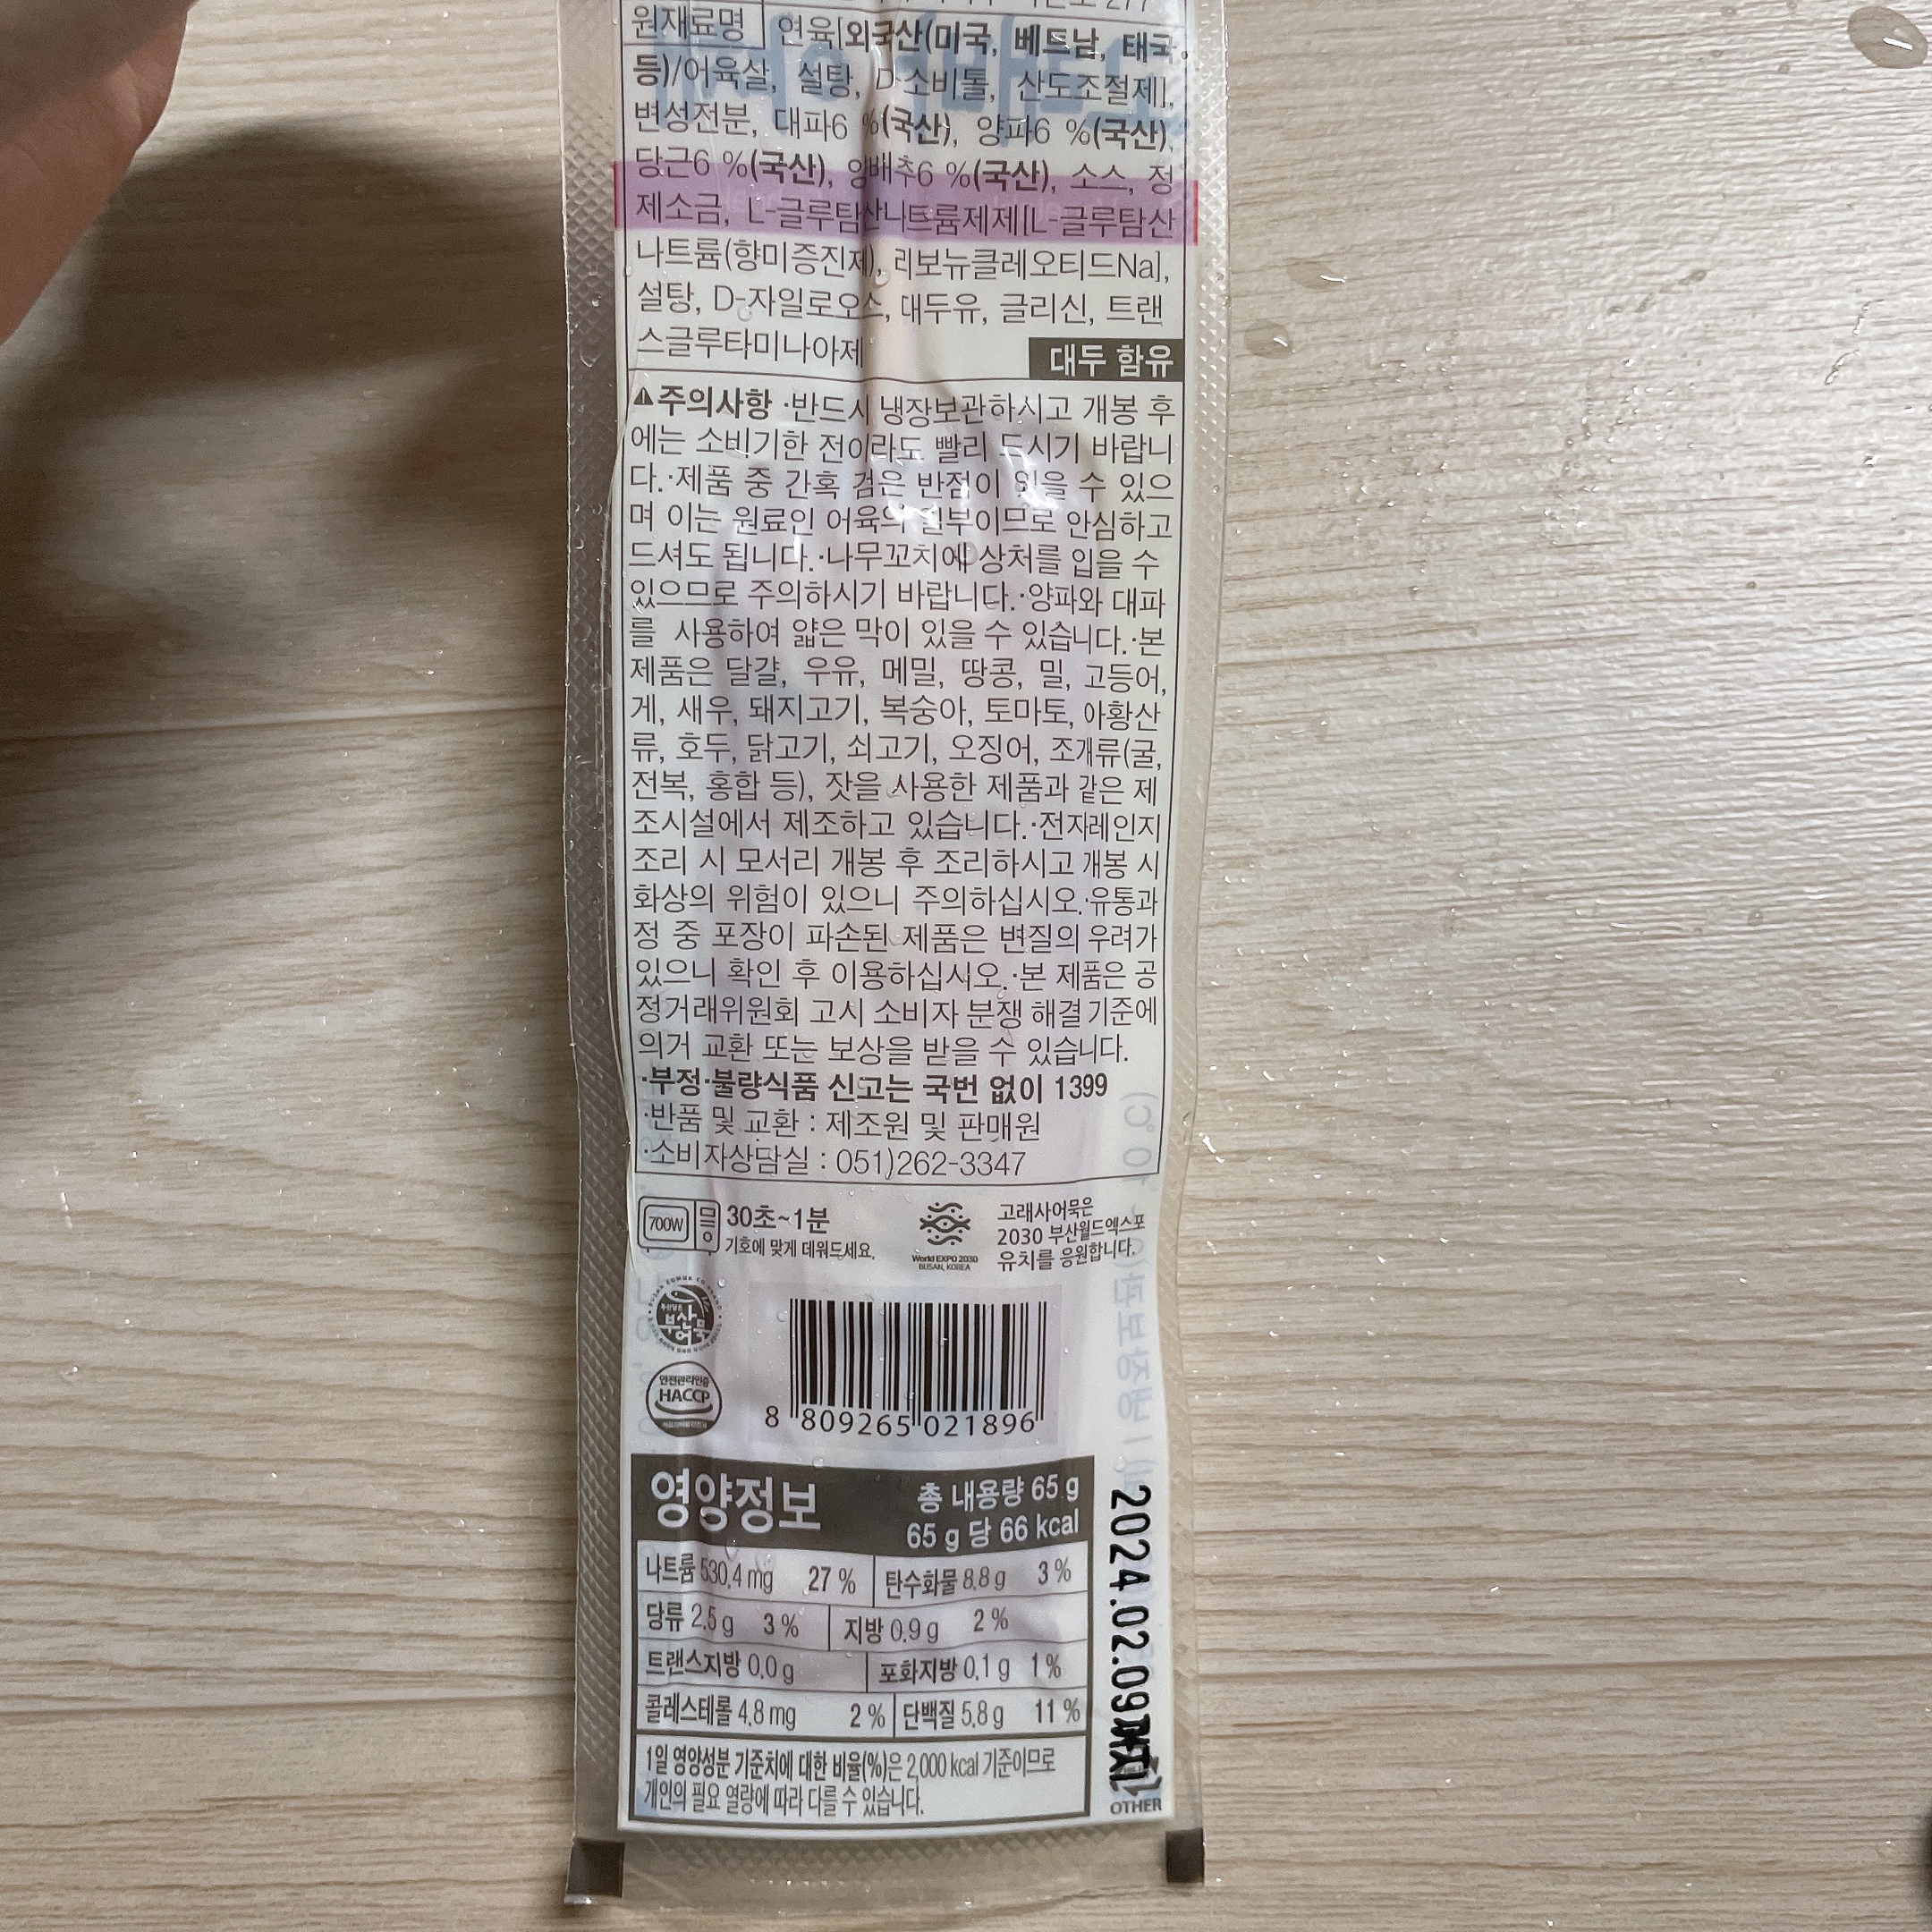 원재료명 연육[외국산(미국, 베트남, 태국,
등)/어육살, 설탕, D-소비톨, 산도조절제],
변성전분, 대파6 %(국산), 양파6 %(국산),
당근6 %(국산), 양배추6 %(국산), 소스, 정
제소금, L-글루탐산나트륨제제[L-글루탐산
나트륨(향미증진제), 리보뉴클레오티드Na],
설탕, D-자일로오스, 대두유, 글리신, 트랜
스글루타미나아제
대두 함유
⚠주의사항 ·반드시 냉장보관하시고 개봉 후
에는 소비기한 전이라도 빨리 드시기 바랍니
다.·제품 중 간혹 검은 반점이 있을 수 있으
며 이는 원료인 어육의 일부이므로 안심하고
드셔도 됩니다.·나무꼬치에 상처를 입을 수
있으므로 주의하시기 바랍니다.·양파와 대파
를 사용하여 얇은 막이 있을 수 있습니다.·본
제품은 달걀, 우유, 메밀, 땅콩, 밀, 고등어,
게, 새우, 돼지고기, 복숭아, 토마토, 아황산
류, 호두, 닭고기, 쇠고기, 오징어, 조개류(굴,
전복, 홍합 등), 잣을 사용한 제품과 같은 제
조시설에서 제조하고 있습니다.·전자레인지
조리 시 모서리 개봉 후 조리하시고 개봉 시
화상의 위험이 있으니 주의하십시오.·유통과
정 중 포장이 파손된 제품은 변질의 우려가
있으니 확인 후 이용하십시오.·본 제품은 공
정거래위원회 고시 소비자 분쟁 해결기준에
의거 교환 또는 보상을 받을 수 있습니다.
·부정·불량식품 신고는 국번 없이 1399
·반품 및 교환 : 제조원 및 판매원
·소비자상담실 : 051)262-3347
700W 30초~1분
기호에 맞게 데워드세요.
World EXPO 2030
BUSAN, KOREA
고래사어묵은
2030 부산월드엑스포
유치를 응원합니다.
부산어묵
안전관리인증
HACCP
8 809265 021896
영양정보
총 내용량 65 g
65 g 당 66 kcal
나트륨 530.4 mg 27 % 탄수화물 8.8 g 3 %
당류 2.5 g 3 % 지방 0.9 g 2 %
트랜스지방 0.0 g 포화지방 0.1 g 1 %
콜레스테롤 4.8 mg 2 % 단백질 5.8 g 11 %
1일 영양성분 기준치에 대한 비율(%)은 2,000 kcal 기준이므로
개인의 필요 열량에 따라 다를 수 있습니다.
2024.02.09까지
OTHER